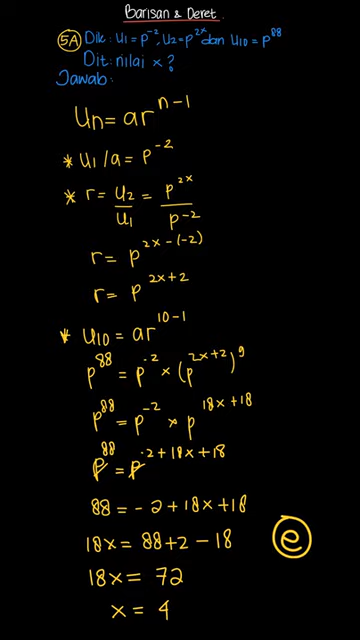 Barisan & Deret.
5A Dik: U1 = p^-2, U2 = p^2x dan U10 = p^88
Dit: nilai x?
Jawab:
Un = ar^n-1
* U1/a = p^-2
* r = U2/U1 = p^2x/p^-2
r = p^2x-(-2)
r = p^2x+2
* U10 = ar^10-1
p^88 = p^-2 × (p^2x+2)^9
p^88 = p^-2 × p^18x+18
p^88 = p^-2+18x+18
88 = -2+18x+18
18x = 88+2-18
e
18x = 72
x = 4